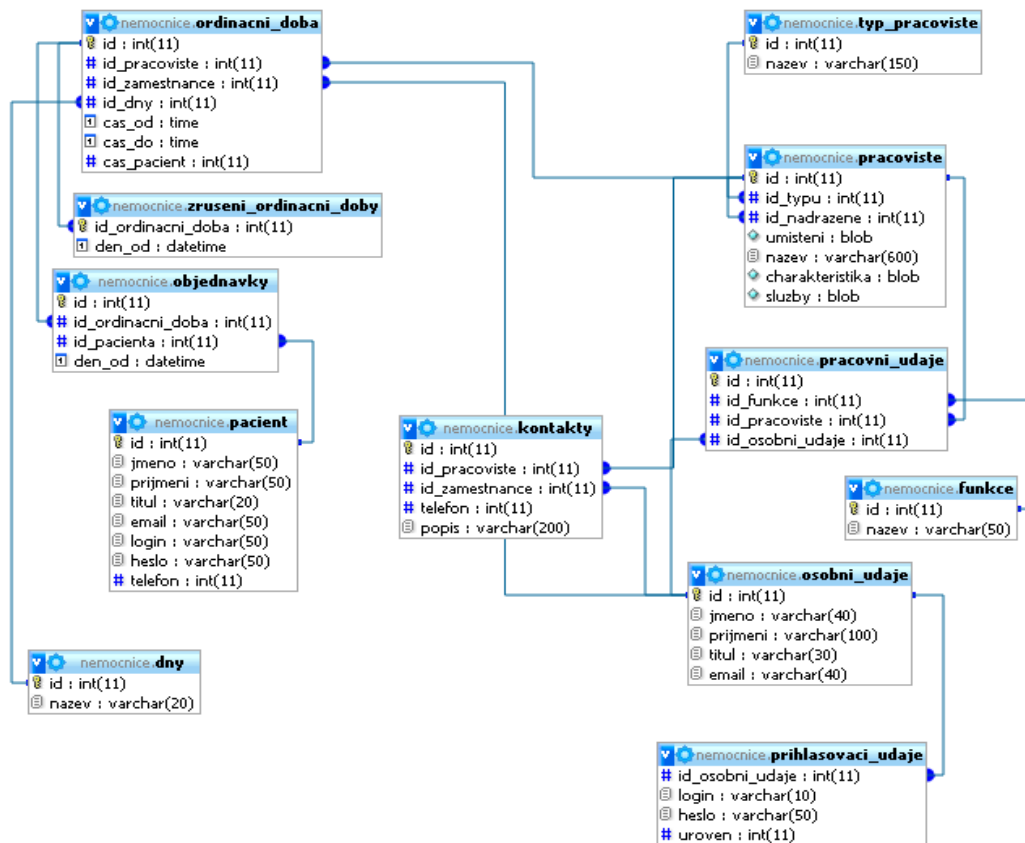 nemocnice.ordinacni_doba
id : int(11)
id_pracoviste : int(11)
id_zamestnance : int(11)
id_dny : int(11)
cas_od : time
cas_do : time
cas_pacient : int(11)
nemocnice.zruseni_ordinacni_doby
id_ordinacni_doba : int(11)
den_od : datetime
nemocnice.objednavky
id : int(11)
id_ordinacni_doba : int(11)
id_pacienta : int(11)
den_od : datetime
nemocnice.pacient
id : int(11)
jmeno : varchar(50)
prijmeni : varchar(50)
titul : varchar(20)
email : varchar(50)
login : varchar(50)
heslo : varchar(50)
telefon : int(11)
nemocnice.dny
id : int(11)
nazev : varchar(20)
nemocnice.kontakty
id : int(11)
id_pracoviste : int(11)
id_zamestnance : int(11)
telefon : int(11)
popis : varchar(200)
nemocnice.typ_pracoviste
id : int(11)
nazev : varchar(150)
nemocnice.pracoviste
id : int(11)
id_typu : int(11)
id_nadrazene : int(11)
umisteni : blob
nazev : varchar(600)
charakteristika : blob
sluzby : blob
nemocnice.pracovni_udaje
id : int(11)
id_funkce : int(11)
id_pracoviste : int(11)
id_osobni_udaje : int(11)
nemocnice.funkce
id : int(11)
nazev : varchar(50)
nemocnice.osobni_udaje
id : int(11)
jmeno : varchar(40)
prijmeni : varchar(100)
titul : varchar(30)
email : varchar(40)
nemocnice.prihlasovaci_udaje
id_osobni_udaje : int(11)
login : varchar(10)
heslo : varchar(50)
uroven : int(11)